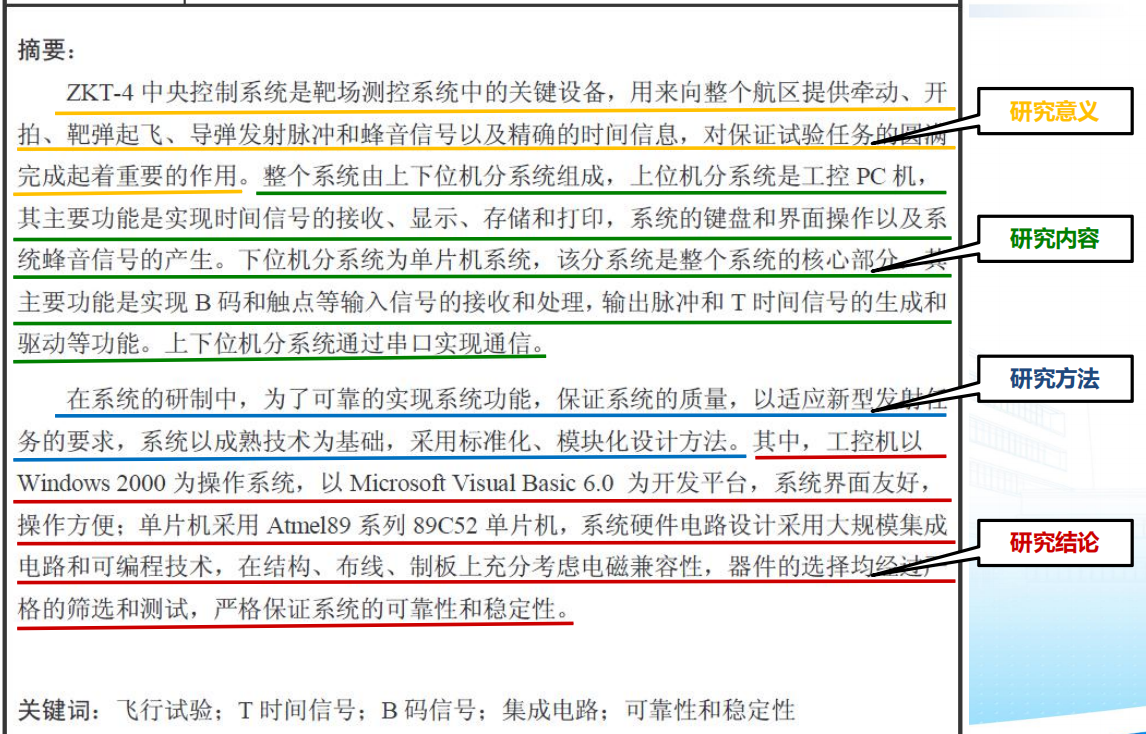 摘要：
ZKT-4 中央控制系统是靶场测控系统中的关键设备，用来向整个航区提供牵动、开
拍、靶弹起飞、导弹发射脉冲和蜂音信号以及精确的时间信息，对保证试验任务的圆满
研究意义
完成起着重要的作用。整个系统由上下位机分系统组成，上位机分系统是工控 PC 机，
其主要功能是实现时间信号的接收、显示、存储和打印，系统的键盘和界面操作以及系
研究内容
统蜂音信号的产生。下位机分系统为单片机系统，该分系统是整个系统的核心部分，其
主要功能是实现 B 码和触点等输入信号的接收和处理，输出脉冲和 T 时间信号的生成和
驱动等功能。上下位机分系统通过串口实现通信。
研究方法
在系统的研制中，为了可靠的实现系统功能，保证系统的质量，以适应新型发射任
务的要求，系统以成熟技术为基础，采用标准化、模块化设计方法。其中，工控机以
Windows 2000 为操作系统，以 Microsoft Visual Basic 6.0 为开发平台，系统界面友好，
操作方便；单片机采用 Atmel89 系列 89C52 单片机，系统硬件电路设计采用大规模集成
研究结论
电路和可编程技术，在结构、布线、制板上充分考虑电磁兼容性，器件的选择均经过严
格的筛选和测试，严格保证系统的可靠性和稳定性。
关键词：飞行试验；T 时间信号；B 码信号；集成电路；可靠性和稳定性